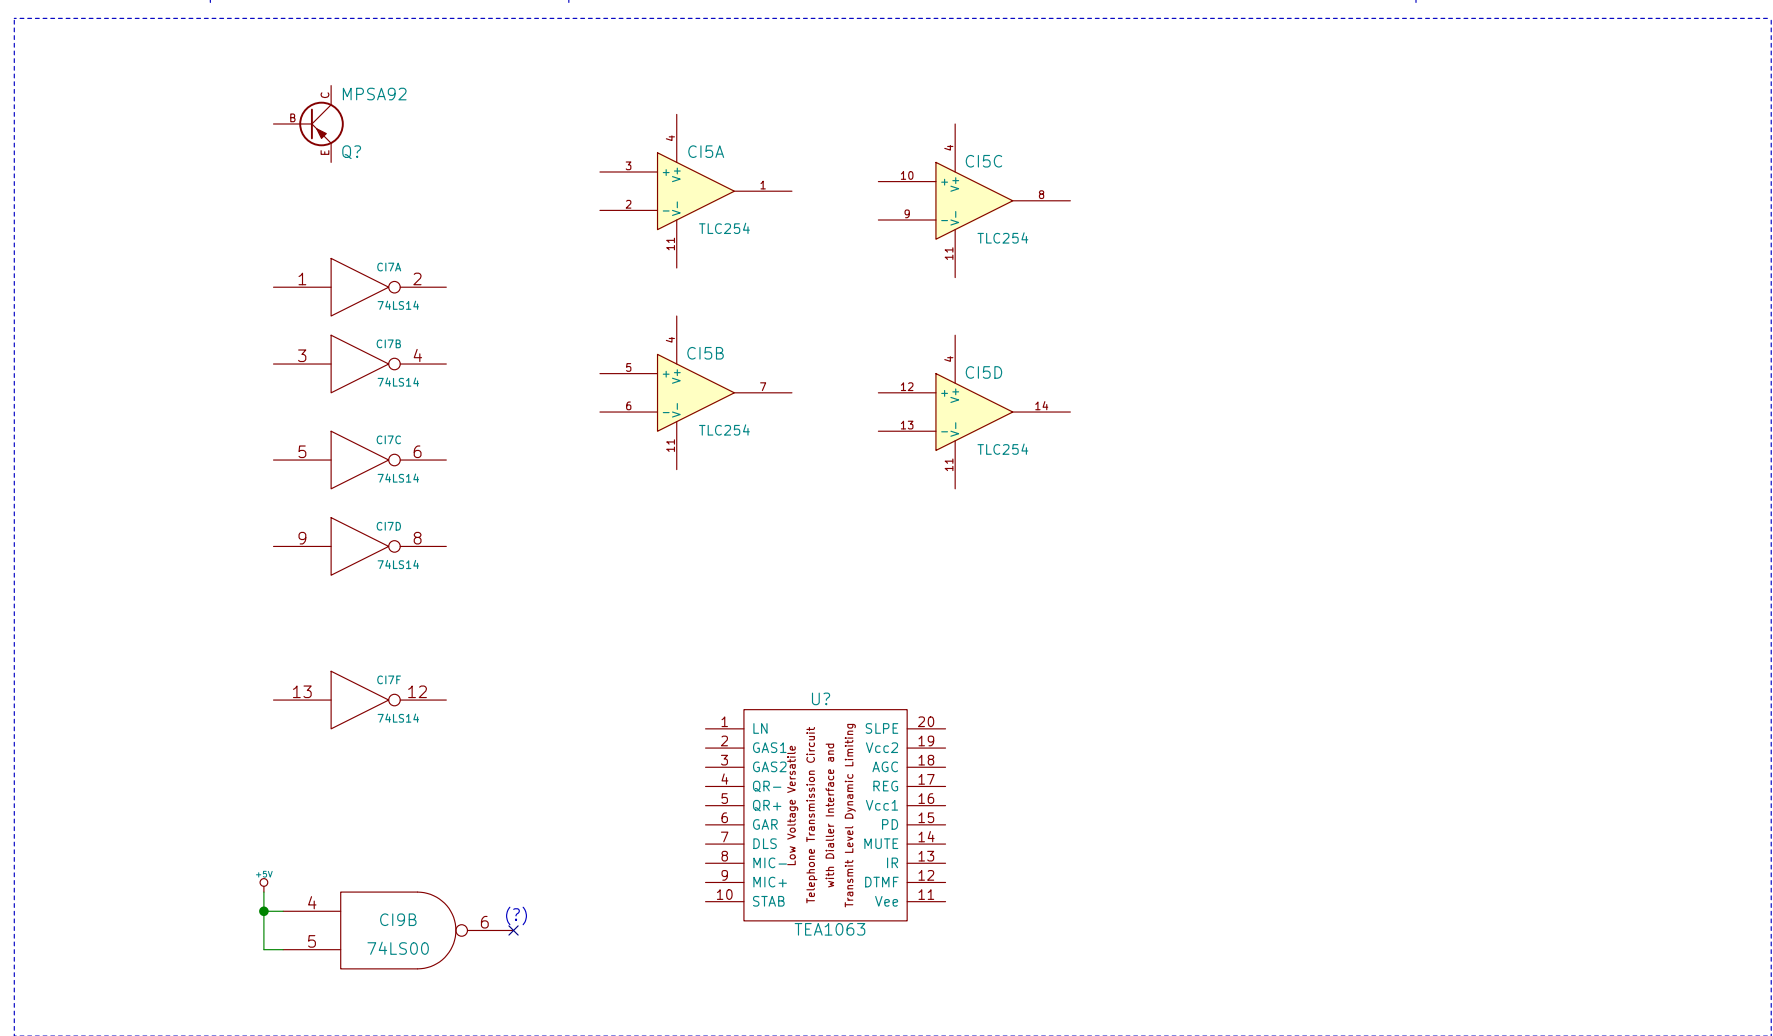 C
MPSA92
B
E
Q?
4
CI5A
3
+
V+
1
2
-
V-
TLC254
11
4
CI5C
10
+
V+
8
9
-
V-
TLC254
11
CI7A
1
2
74LS14
CI7B
3
4
74LS14
4
CI5B
5
+
V+
7
6
-
V-
TLC254
11
4
CI5D
12
+
V+
14
13
-
V-
TLC254
11
CI7C
5
6
74LS14
CI7D
9
8
74LS14
CI7F
13
12
74LS14
U?
1 LN
2 GAS1
3 GAS2
4 QR-
5 QR+
6 GAR
7 DLS
8 MIC-
9 MIC+
10 STAB
Low Voltage Versatile
Telephone Transmission Circuit
with Dialler Interface and
Transmit Level Dynamic Limiting
SLPE 20
Vcc2 19
AGC 18
REG 17
Vcc1 16
PD 15
MUTE 14
IR 13
DTMF 12
Vee 11
TEA1063
+5V
4
5
CI9B
74LS00
6
(?)